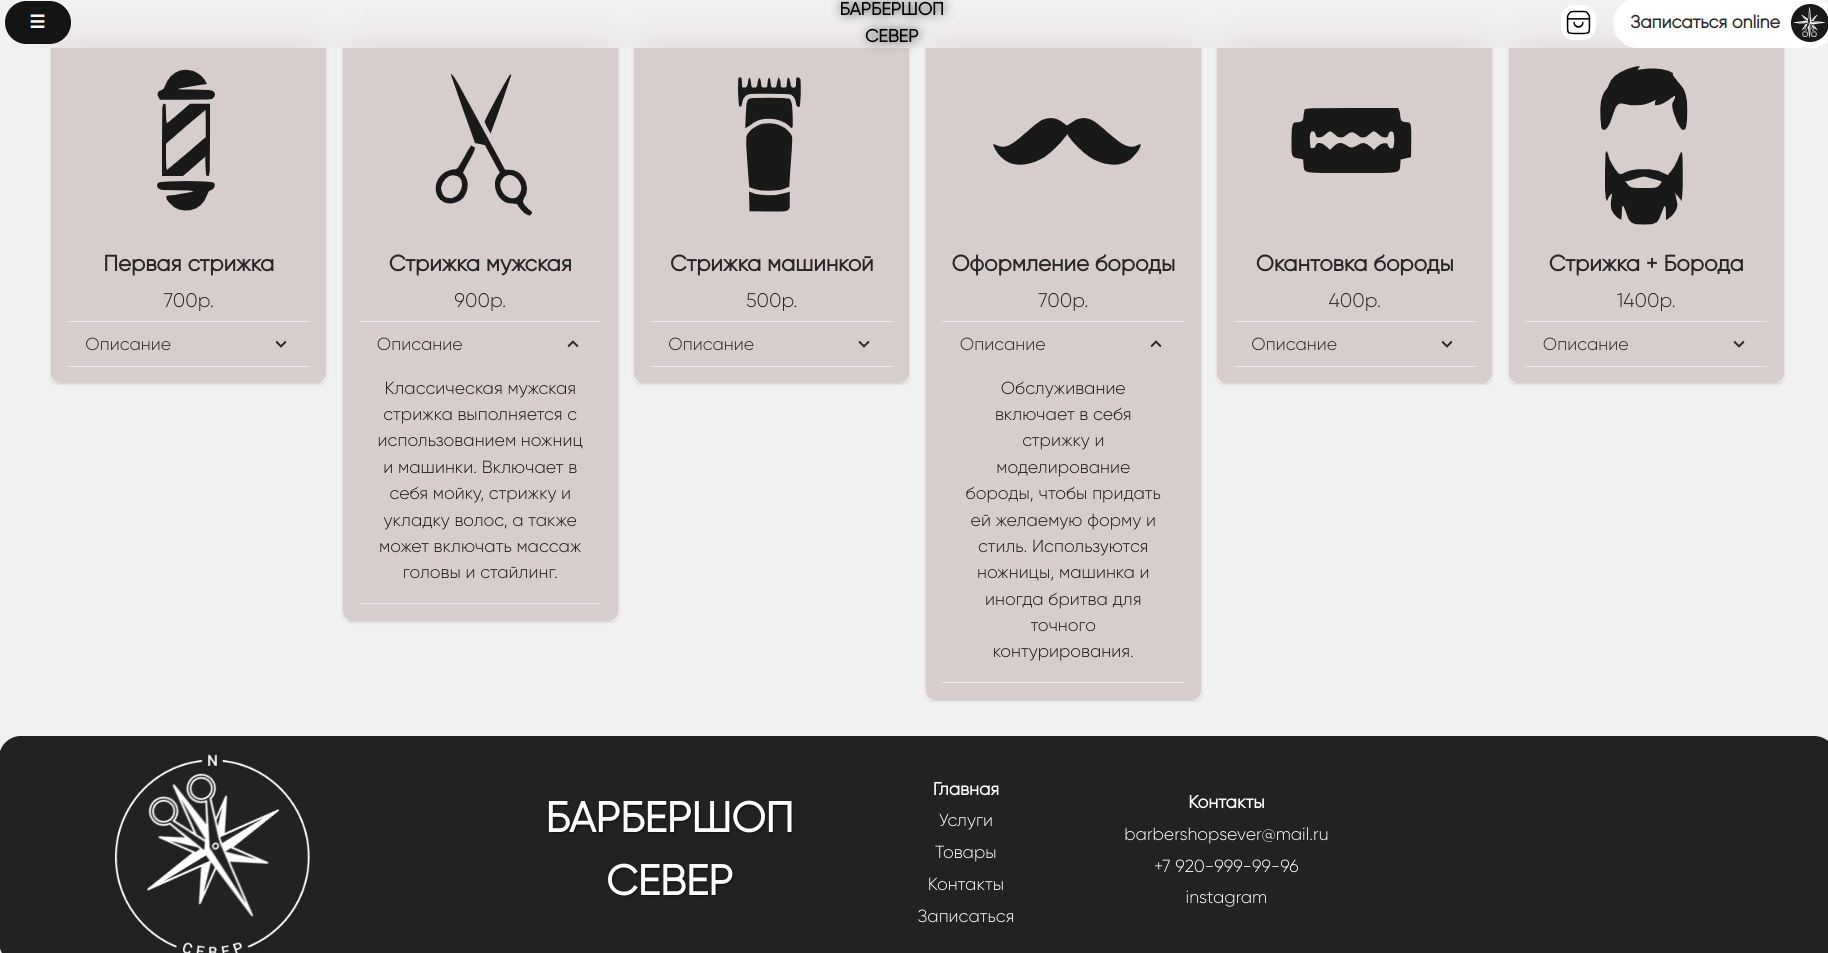 БАРБЕРШОП
СЕВЕР
Записаться online
Первая стрижка
700р.
Описание
Стрижка мужская
900р.
Описание
Классическая мужская
стрижка выполняется с
использованием ножниц
и машинки. Включает в
себя мойку, стрижку и
укладку волос, а также
может включать массаж
головы и стайлинг.
Стрижка машинкой
500р.
Описание
Оформление бороды
700р.
Описание
Обслуживание
включает в себя
стрижку и
моделирование
бороды, чтобы придать
ей желаемую форму и
стиль. Используются
ножницы, машинка и
иногда бритва для
точного
контурирования.
Окантовка бороды
400р.
Описание
Стрижка + Борода
1400р.
Описание
N
СЕВЕР
БАРБЕРШОП
СЕВЕР
Главная
Услуги
Товары
Контакты
Записаться
Контакты
barbershopsever@mail.ru
+7 920-999-99-96
instagram